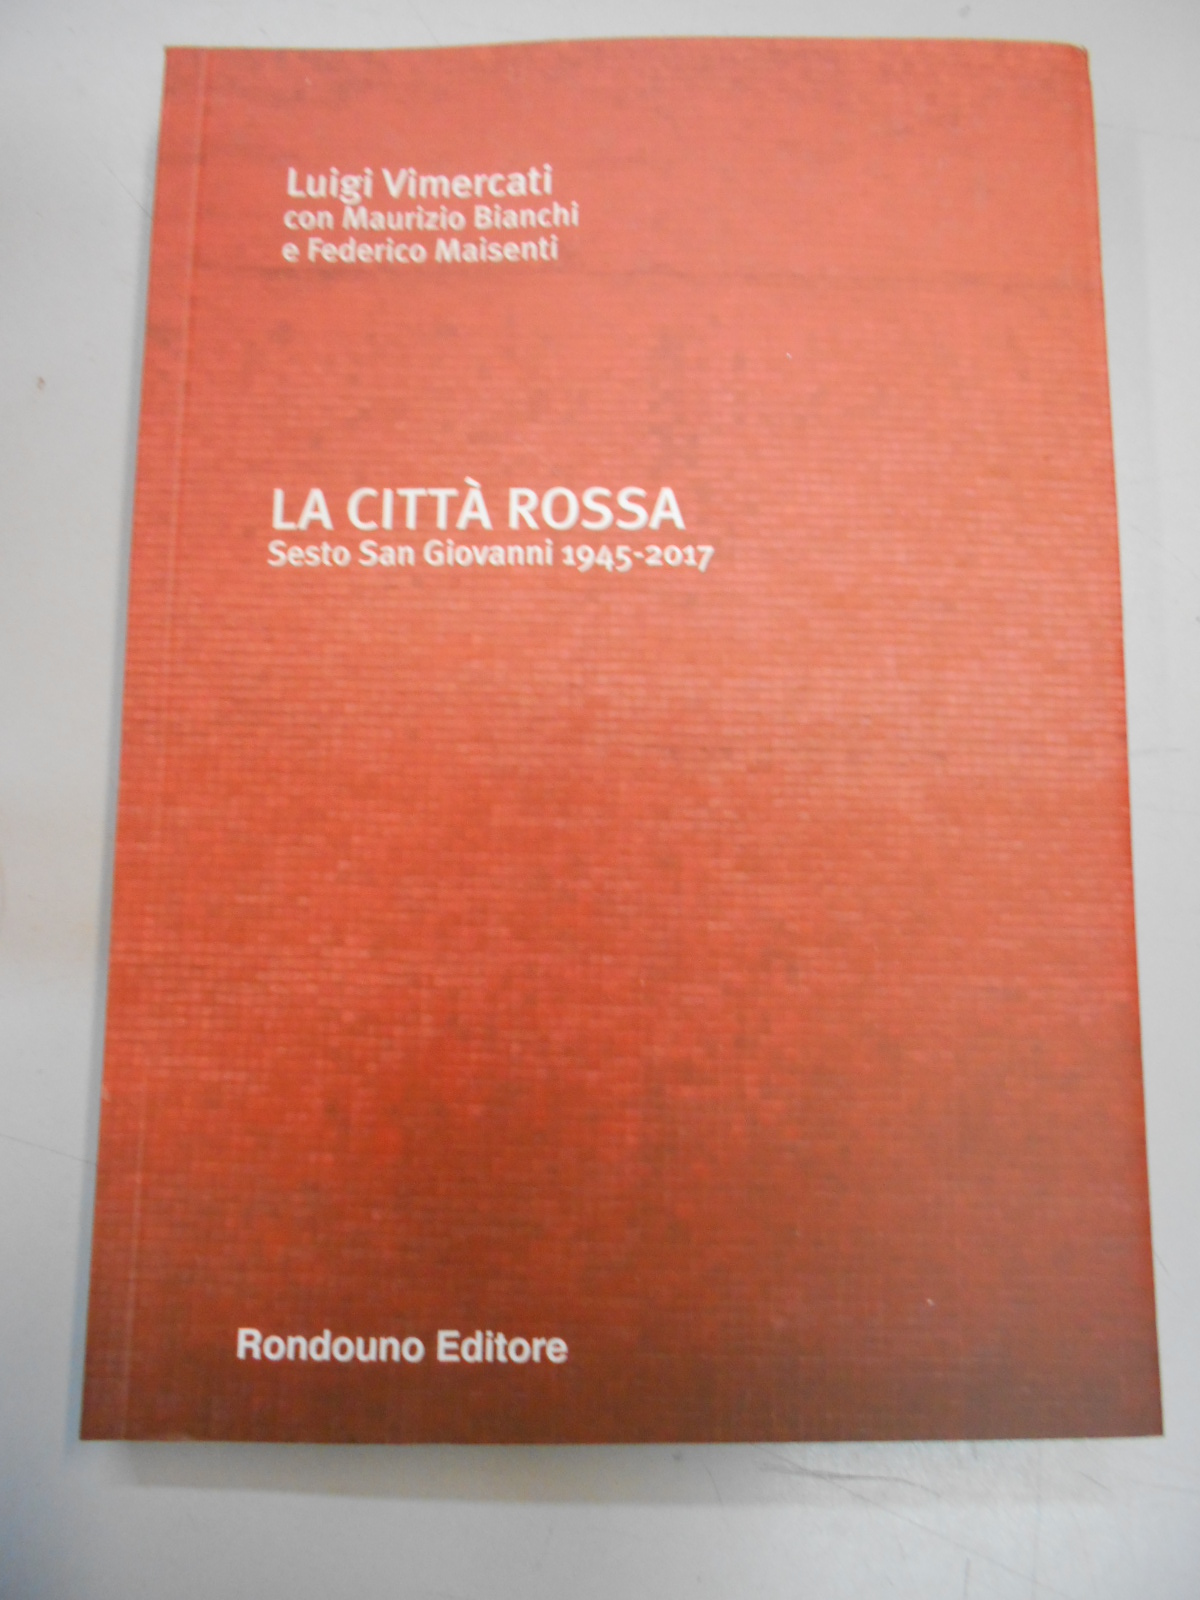 Luigi Vimercati
con Maurizio Bianchi
e Federico Maisenti
LA CITTÀ ROSSA
Sesto San Giovanni 1945-2017
Rondouno Editore